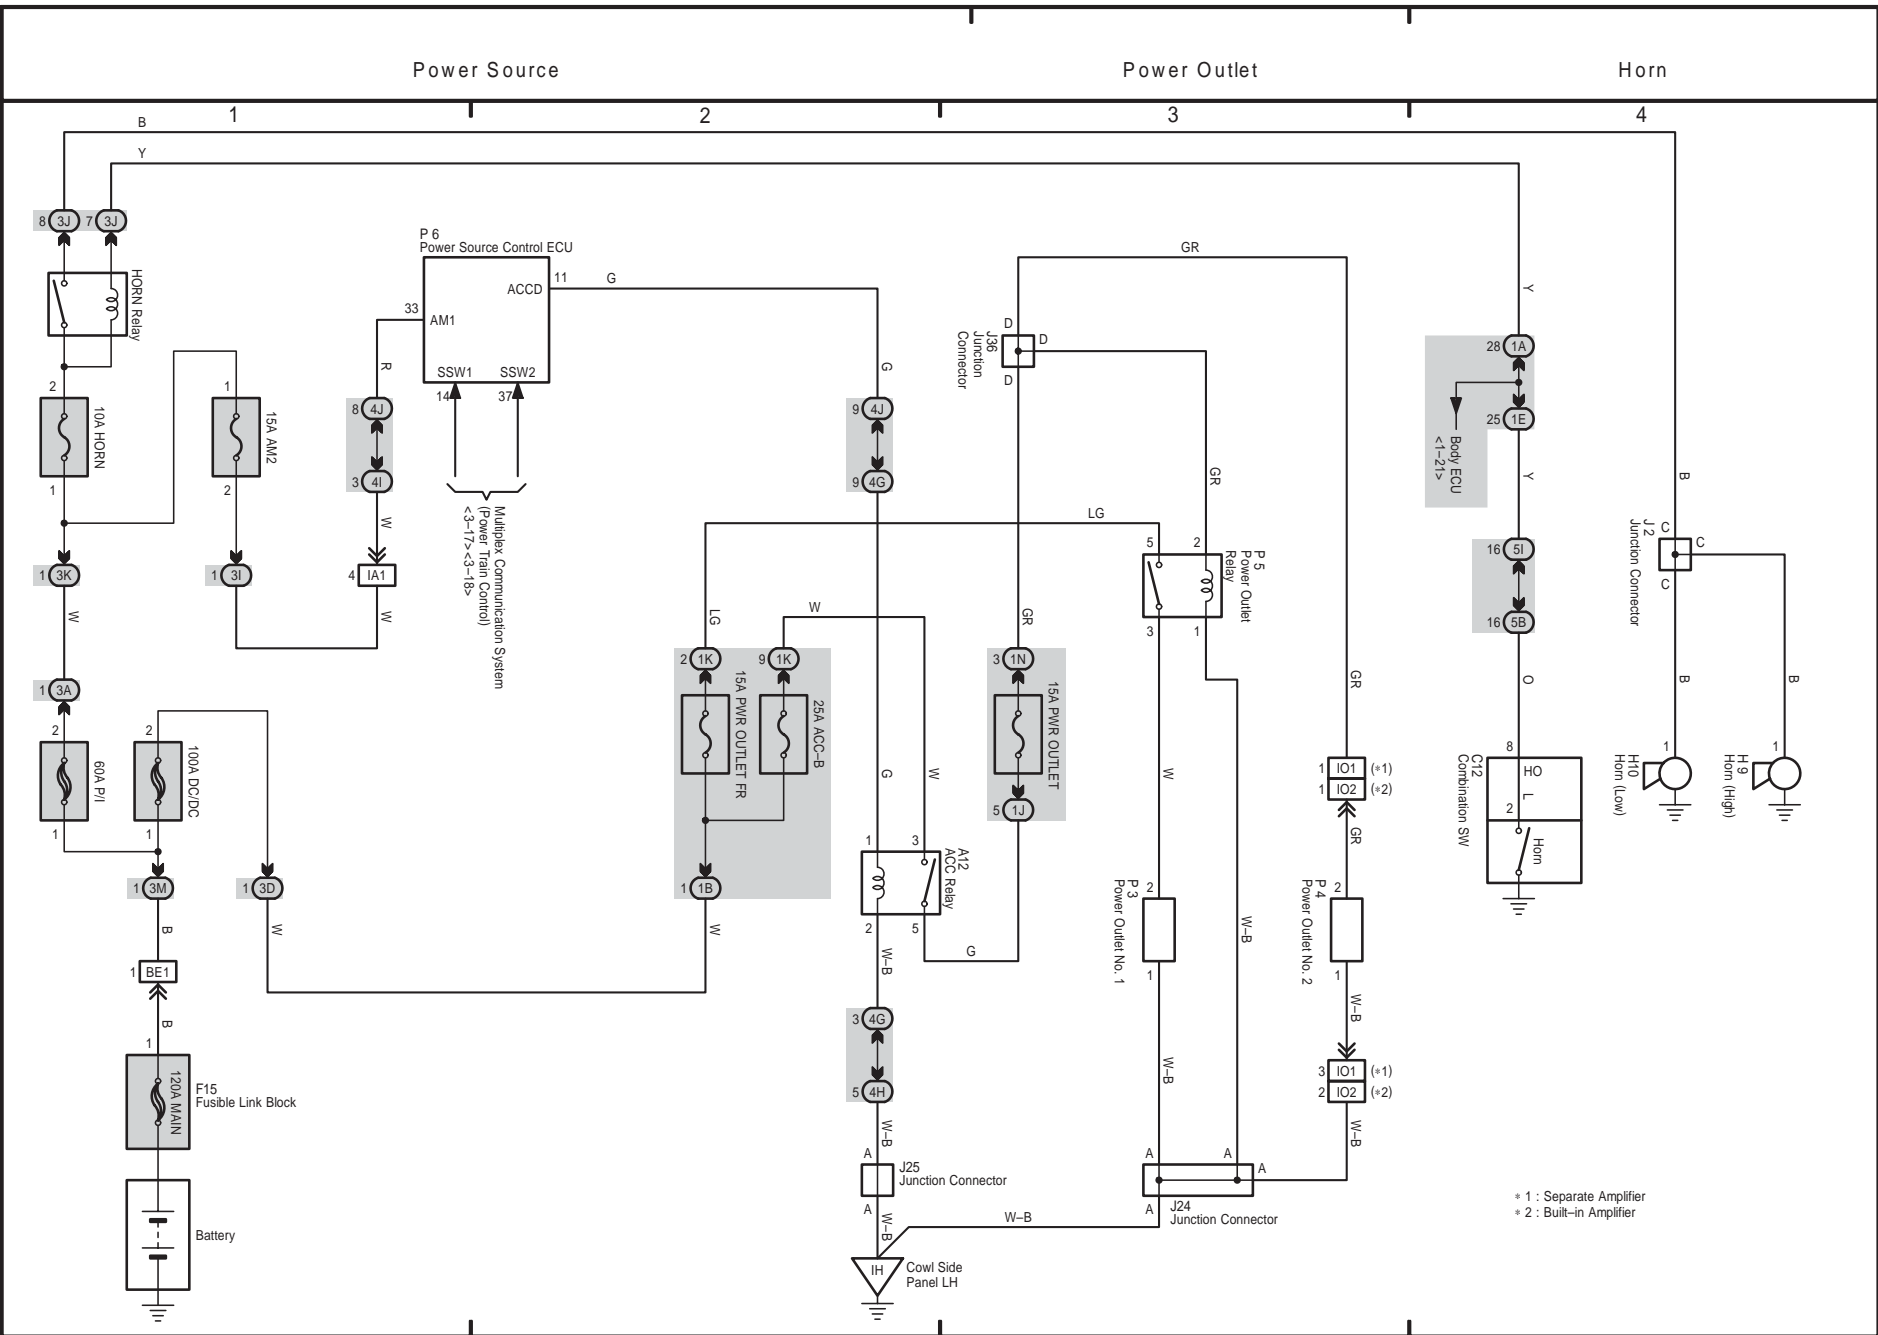 Power Source
Power Outlet
Horn
1
2
3
4
B
Y
8 3J
7 3J
HORN Relay
2
10A HORN
1
1
15A AM2
2
1 3K
W
1 3I
1 3A
2
60A P/I
1
2
100A DC/DC
1
1 3M
1 3D
B
W
1 BE1
B
1
120A MAIN
F15
Fusible Link Block
Battery
P 6
Power Source Control ECU
ACCD
11
G
33
AM1
SSW1
SSW2
14
37
R
8 4J
3 4I
W
4 IA1
W
Multiplex Communication System
(Power Train Control)
<3–17> <3–18>
G
9 4J
9 4G
LG
LG
W
2 1K
9 1K
15A PWR OUTLET FR
25A ACC–B
1 1B
W
G
W
1
3
A12
ACC Relay
2
5
G
W–B
3 4G
5 4H
W–B
A
J25
Junction Connector
A
W–B
W–B
IH
Cowl Side
Panel LH
GR
D
D
D
J36
Junction
Connector
GR
GR
3 1N
15A PWR OUTLET
5 1J
5
2
P 5
Power Outlet
Relay
3
1
W
W–B
2
P 3
Power Outlet No. 1
1
W–B
GR
1 IO1 (*1)
1 IO2 (*2)
GR
2
P 4
Power Outlet No. 2
1
W–B
3 IO1 (*1)
2 IO2 (*2)
W–B
A
A
A
A
J24
Junction Connector
Y
28 1A
25 1E
Body ECU
<1–21>
Y
16 5I
16 5B
O
8
C12
Combination SW
HO
L
2
Horn
B
C
C
C
J 2
Junction Connector
B
B
1
H10
Horn (Low)
1
H 9
Horn (High)
* 1 : Separate Amplifier
* 2 : Built–in Amplifier